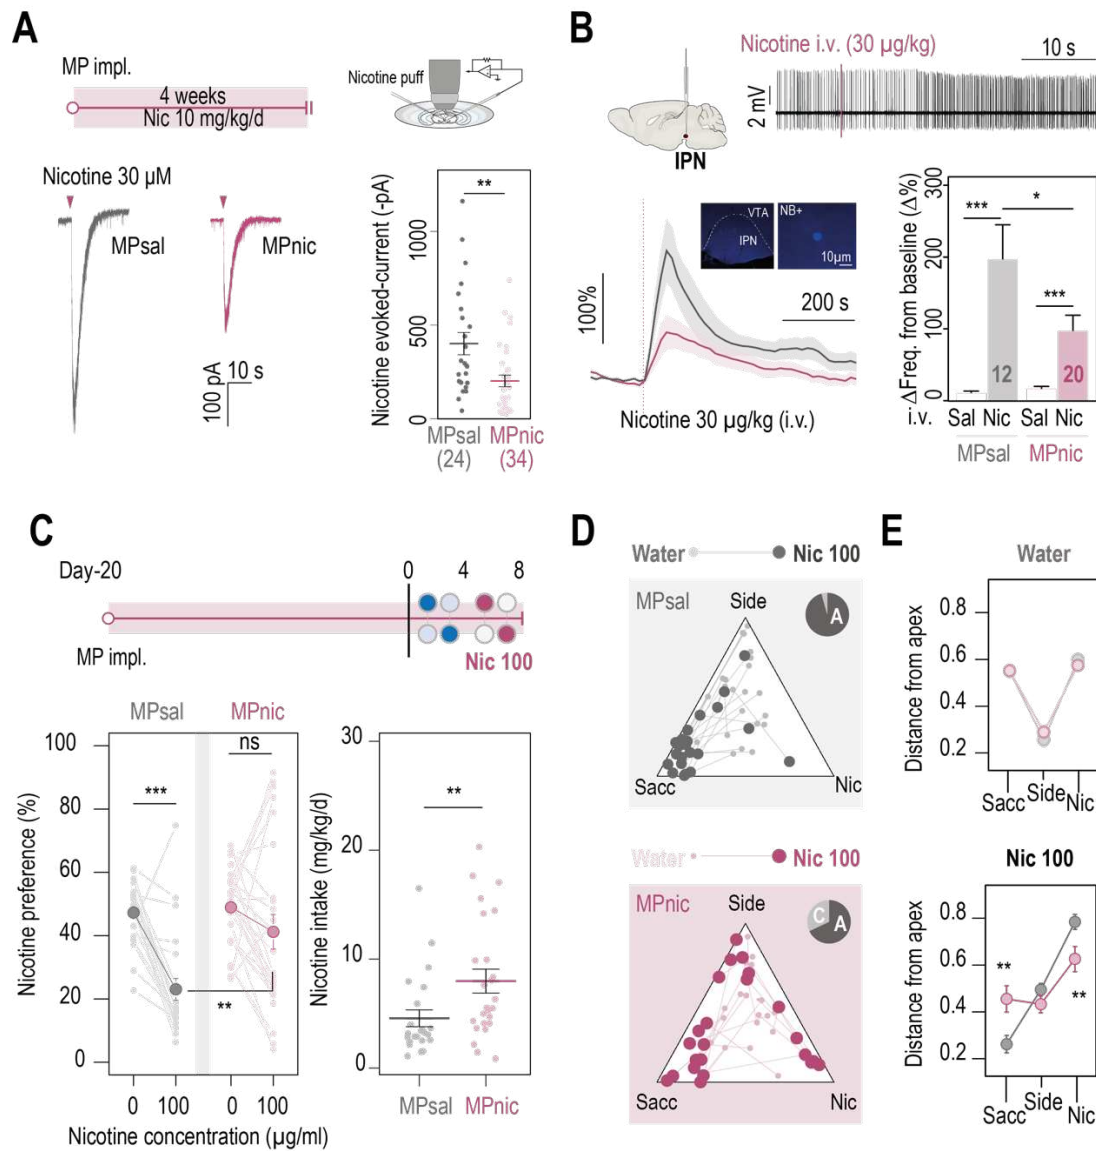 A
MP impl.
4 weeks
Nic 10 mg/kg/d
Nicotine puff
Nicotine 30 µM
MPsal
MPnic
100 pA
10 s
Nicotine evoked-current (-pA)
1000
500
0
**
MPsal
(24)
MPnic
(34)
B
Nicotine i.v. (30 µg/kg)
10 s
2 mV
IPN
VTA
IPN
NB+
10µm
100%
200 s
Nicotine 30 µg/kg (i.v.)
ΔFreq. from baseline (Δ%)
300
200
100
0
***
*
***
12
20
i.v.
Sal Nic
Sal Nic
MPsal
MPnic
C
Day-20
0
4
8
MP impl.
Nic 100
MPsal
MPnic
Nicotine preference (%)
100
80
60
40
20
0
***
ns
**
0
100
0
100
Nicotine concentration (µg/ml)
Nicotine intake (mg/kg/d)
30
20
10
0
**
MPsal
MPnic
D
Water
Nic 100
MPsal
Side
A
Sacc
Nic
Water
Nic 100
MPnic
Side
C
A
Sacc
Nic
E
Water
Distance from apex
0.8
0.6
0.4
0.2
Sacc
Side
Nic
Nic 100
Distance from apex
0.8
0.6
0.4
0.2
**
**
Sacc
Side
Nic